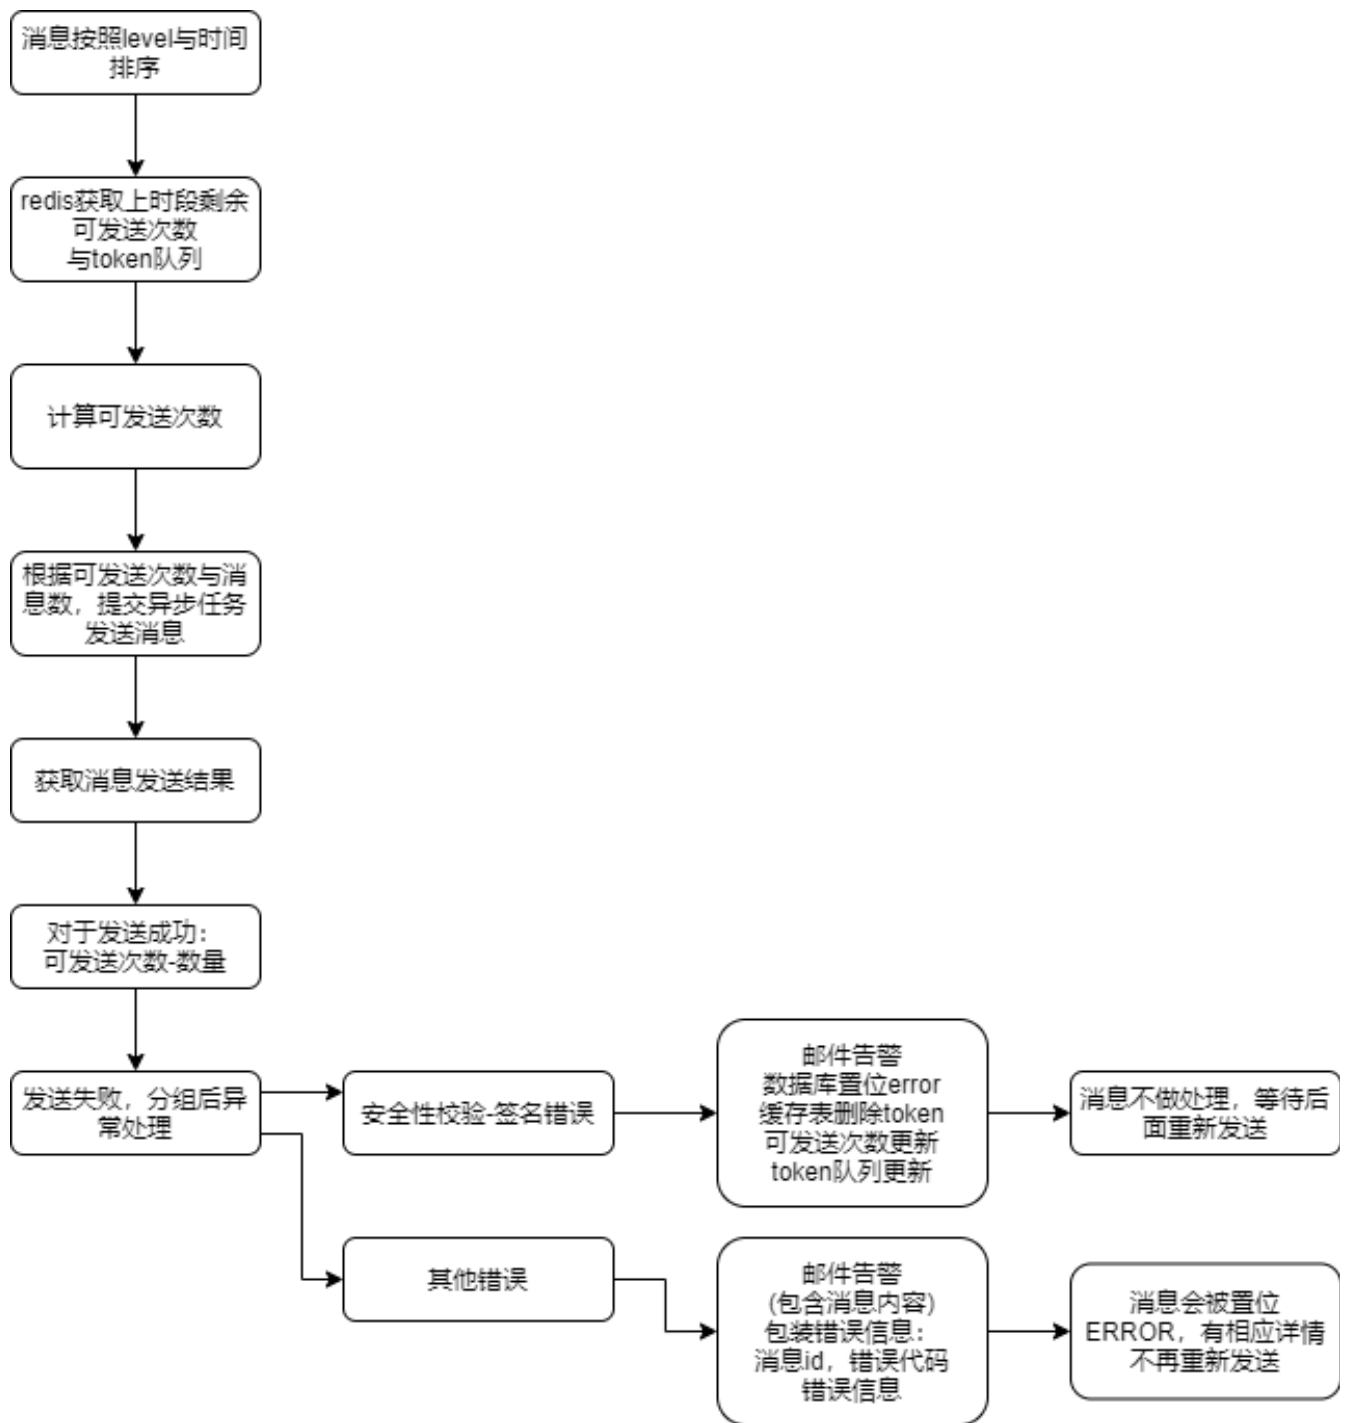 消息按照level与时间
排序
redis获取上时段剩余
可发送次数
与token队列
计算可发送次数
根据可发送次数与消
息数，提交异步任务
发送消息
获取消息发送结果
对于发送成功：
可发送次数-数量
发送失败，分组后异
常处理
安全性校验-签名错误
邮件告警
数据库置位error
缓存表删除token
可发送次数更新
token队列更新
消息不做处理，等待后
面重新发送
其他错误
邮件告警
(包含消息内容)
包装错误信息：
消息id，错误代码
错误信息
消息会被置位
ERROR，有相应详情
不再重新发送